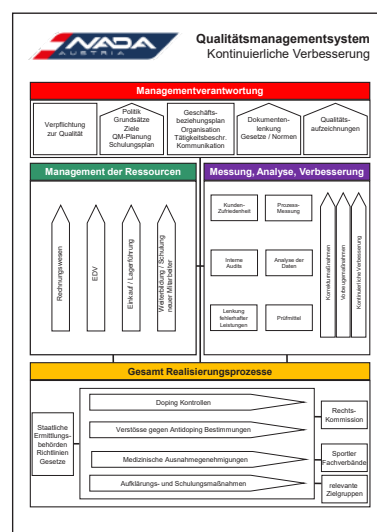 NADA
AUSTRIA
Qualitätsmanagementsystem
Kontinuierliche Verbesserung
Managementverantwortung
Verpflichtung
zur Qualität
Politik
Grundsätze
Ziele
QM-Planung
Schulungsplan
Geschäfts-
beziehungsplan
Organisation
Tätigkeitsbeschr.
Kommunikation
Dokumenten-
lenkung
Gesetze / Normen
Qualitäts-
aufzeichnungen
Management der Ressourcen
Rechnungswesen
EDV
Einkauf / Lagerführung
Weiterbildung / Schulung
neuer Mitarbeiter
Messung, Analyse, Verbesserung
Kunden-
Zufriedenheit
Prozess-
Messung
Interne
Audits
Analyse der
Daten
Lenkung
fehlerhafter
Leistungen
Prüfmittel
Korrekturmaßnahmen
Vorbeugemaßnahmen
Kontinuierliche Verbesserung
Gesamt Realisierungsprozesse
Staatliche
Ermittlungs-
behörden
Richtlinien
Gesetze
Doping Kontrollen
Verstösse gegen Antidoping Bestimmungen
Medizinische Ausnahmegenehmigungen
Aufklärungs- und Schulungsmaßnahmen
Rechts-
Kommission
Sportler
Fachverbände
relevante
Zielgruppen